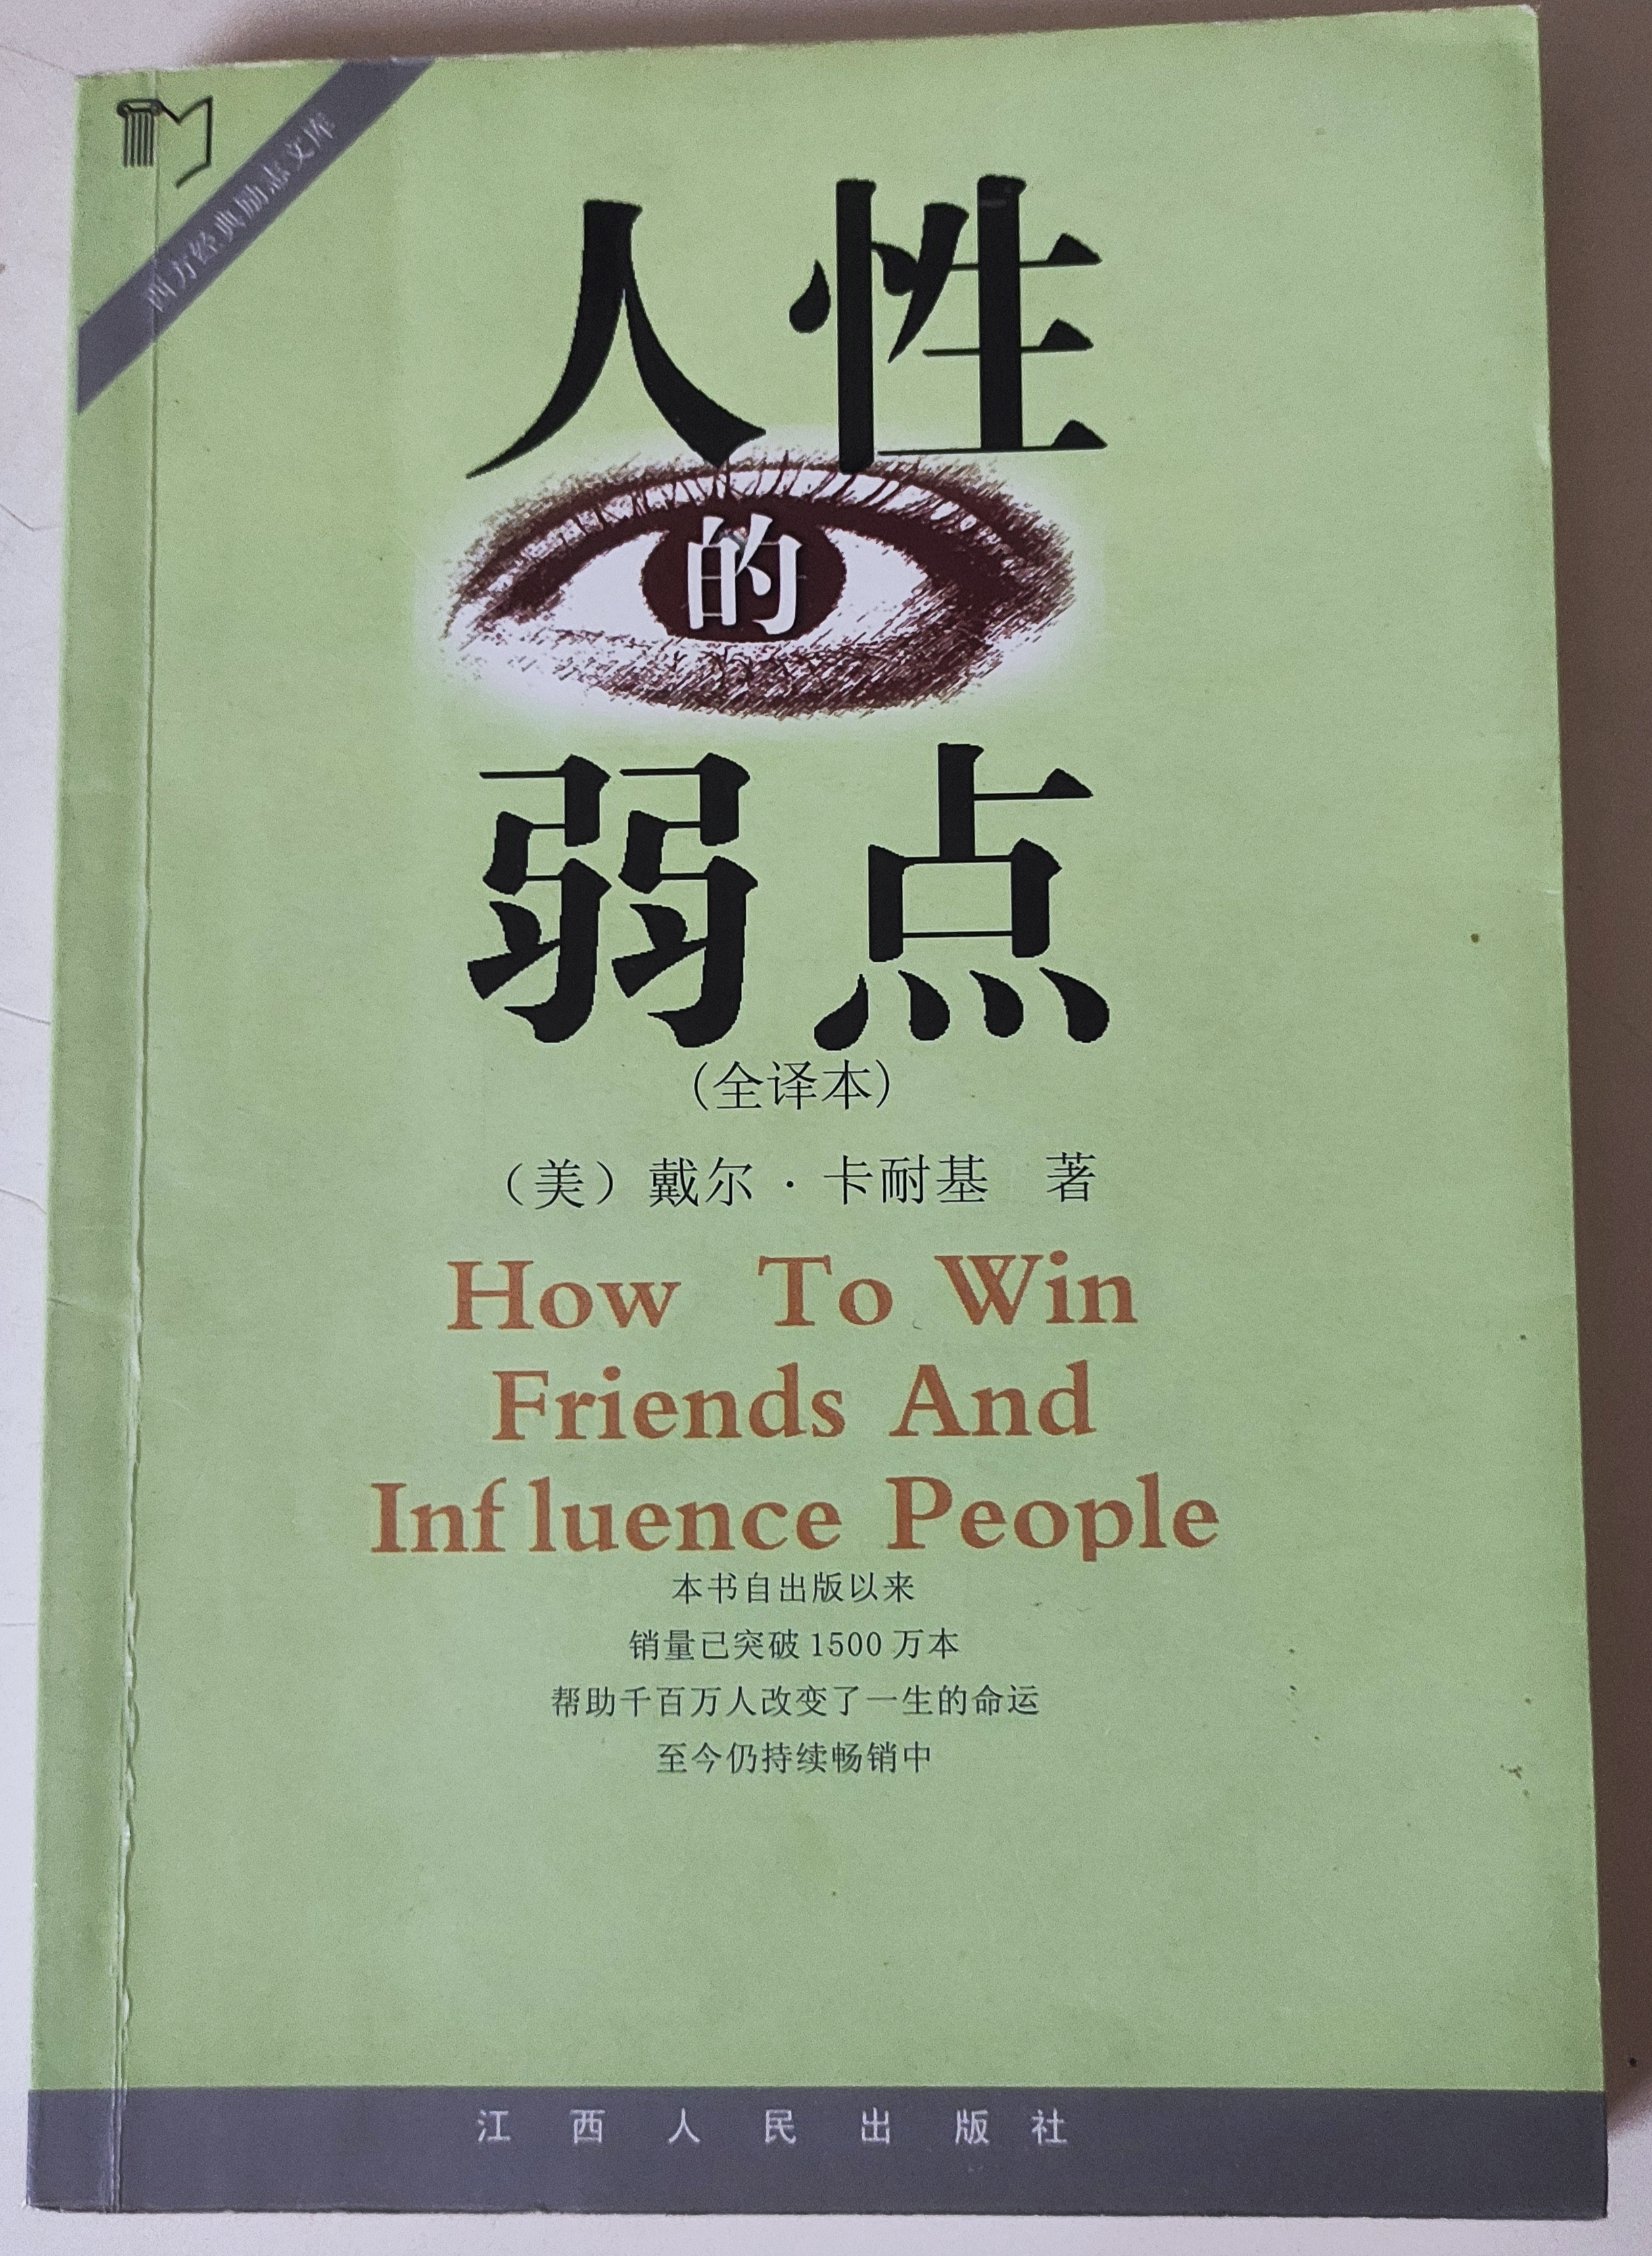 西方经典励志文库
人性
的
弱点
(全译本)
（美）戴尔·卡耐基 著
How To Win
Friends And
Influence People
本书自出版以来
销量已突破1500万本
帮助千百万人改变了一生的命运
至今仍持续畅销中
江西人民出版社